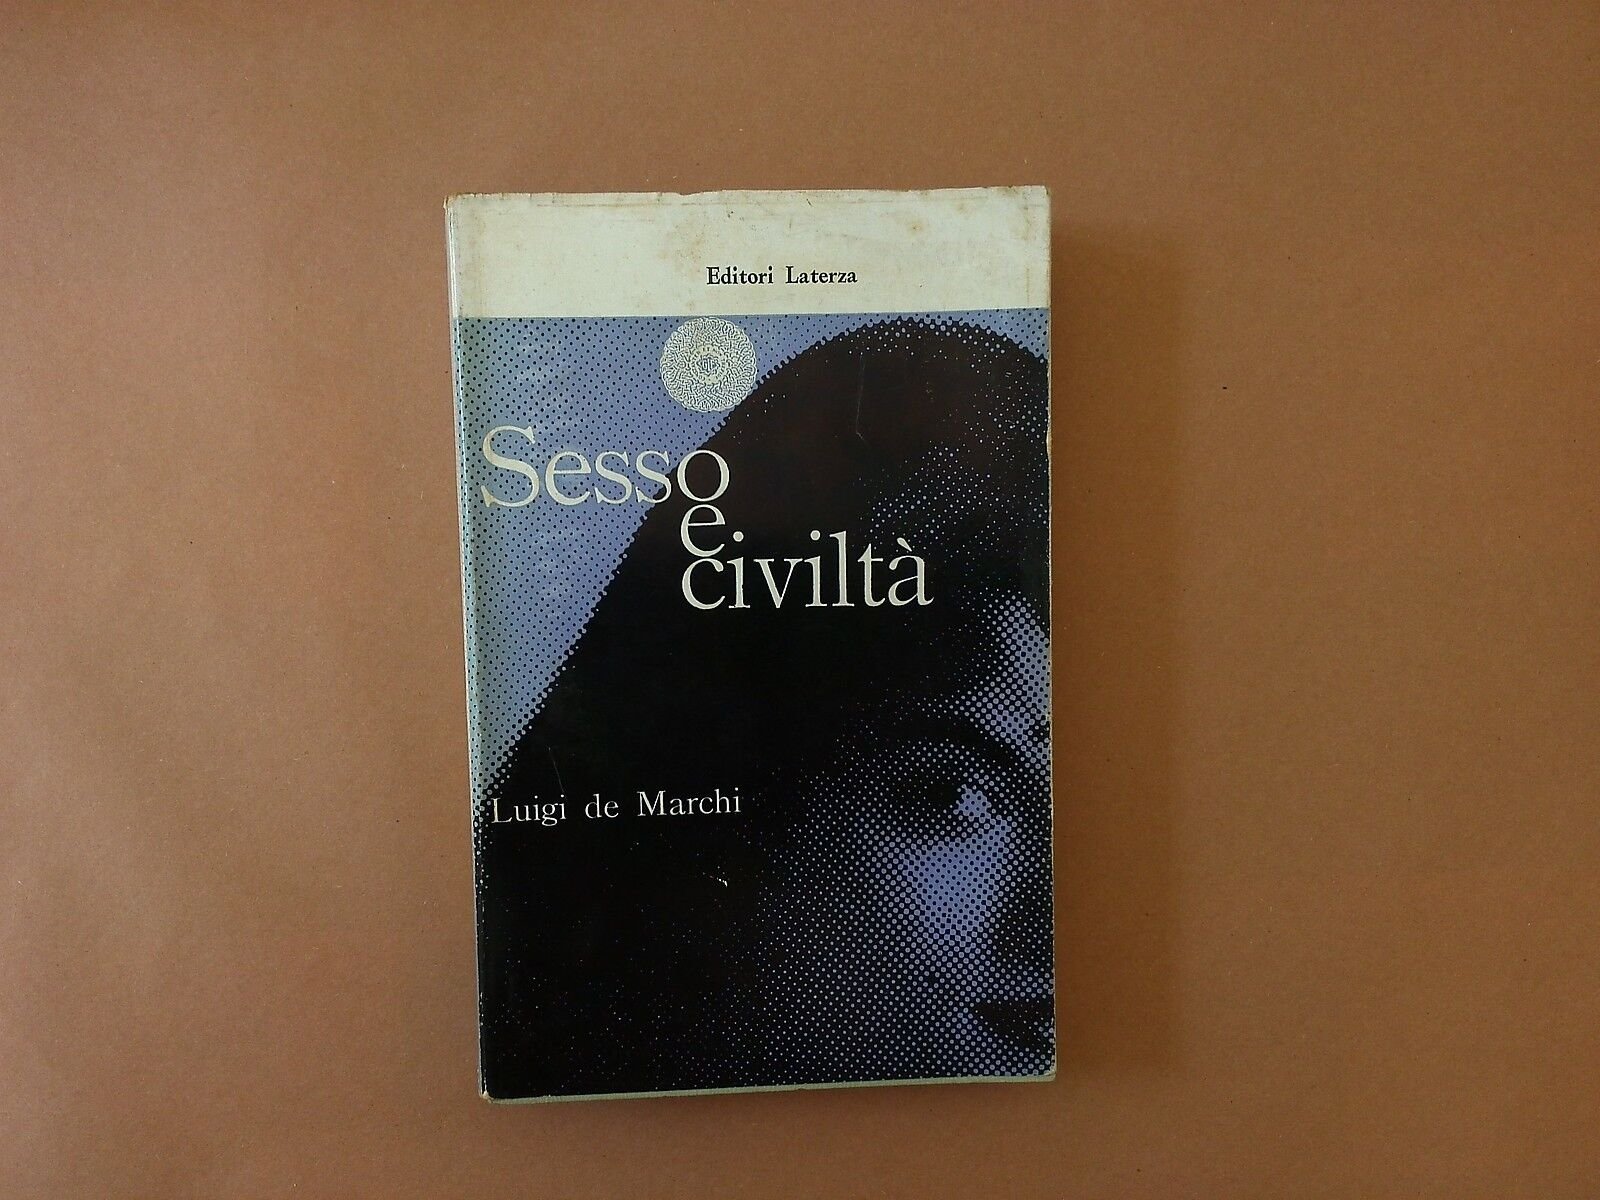 Editori Laterza
Sesso
e
civiltà
Luigi de Marchi